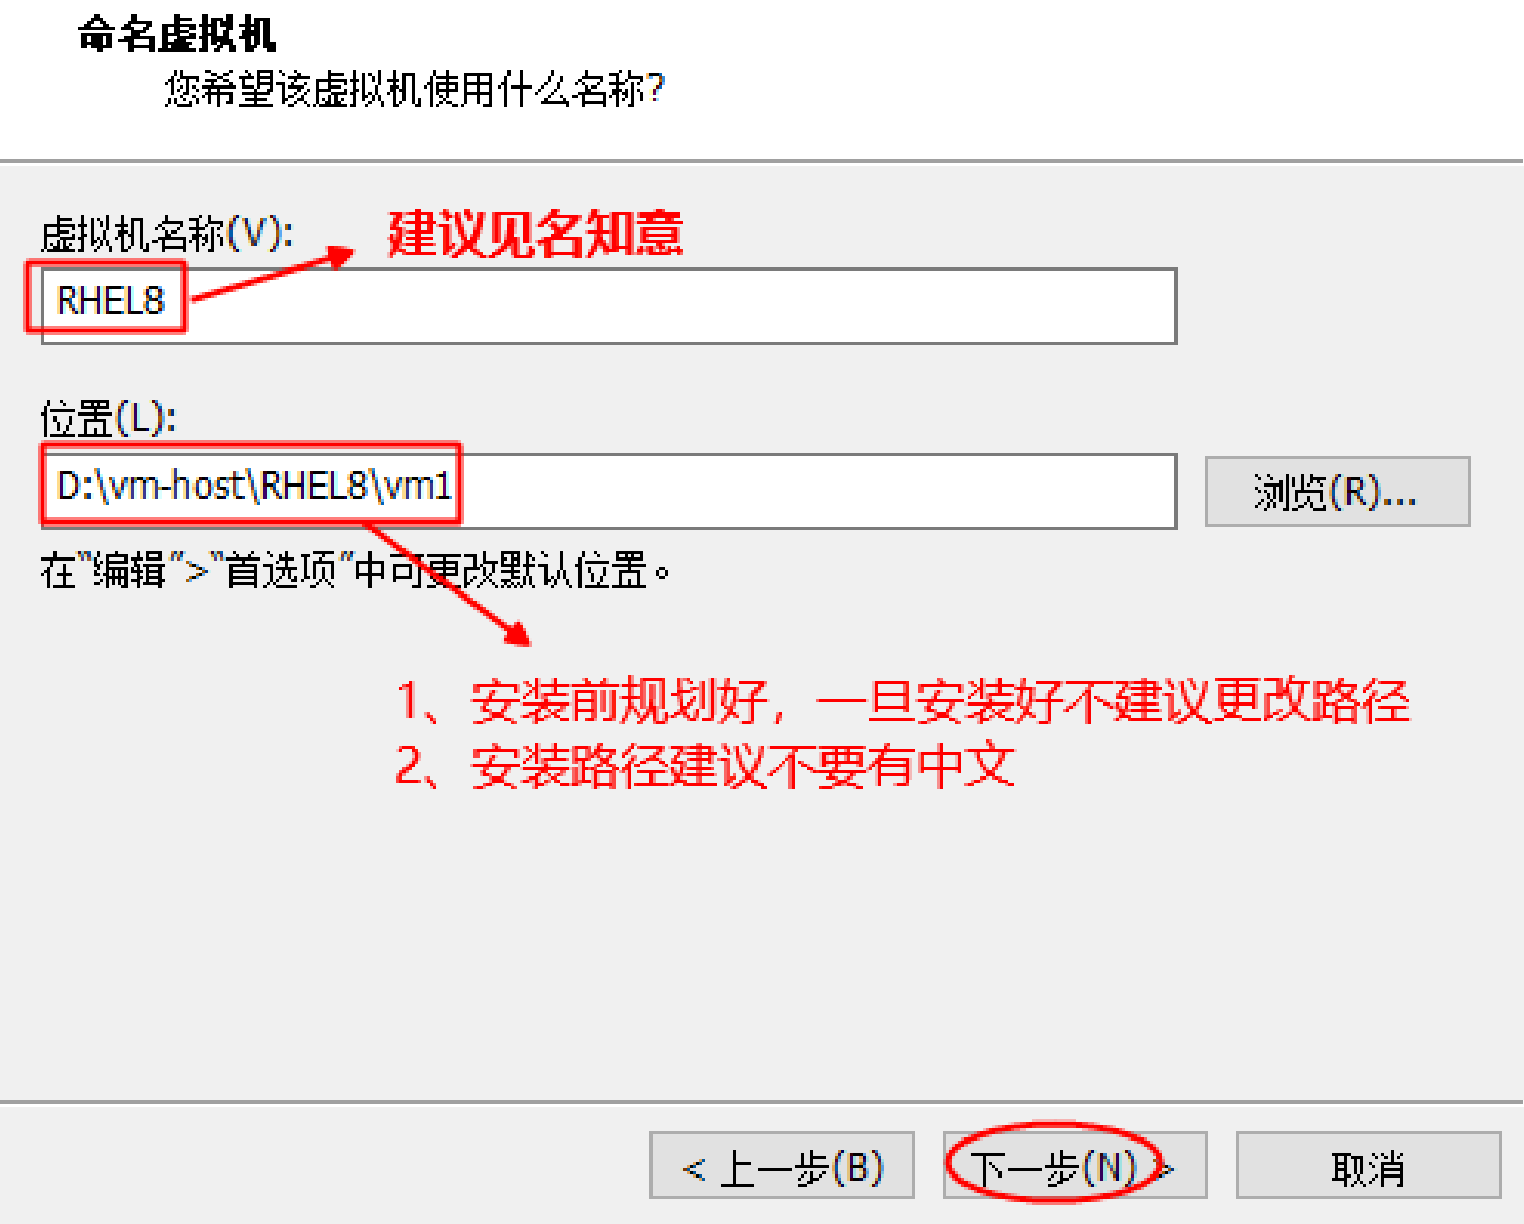 命名虚拟机
您希望该虚拟机使用什么名称?
虚拟机名称(V):
建议见名知意
RHEL8
位置(L):
D:\vm-host\RHEL8\vm1
浏览(R)...
在"编辑">"首选项"中可更改默认位置。
1、安装前规划好，一旦安装好不建议更改路径
2、安装路径建议不要有中文
< 上一步(B)
下一步(N) >
取消